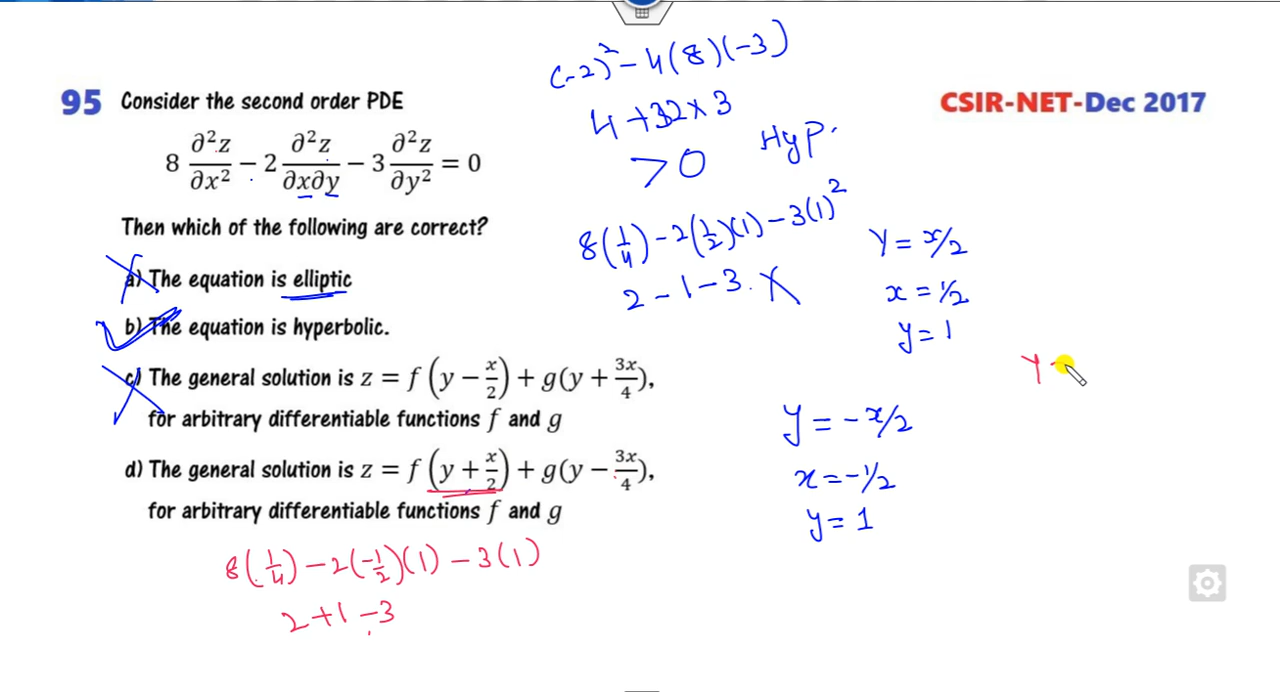 95 Consider the second order PDE
CSIR-NET-Dec 2017
8 ∂²z/∂x² − 2 ∂²z/∂x∂y − 3 ∂²z/∂y² = 0
Then which of the following are correct?
a) The equation is elliptic
b) The equation is hyperbolic.
c) The general solution is z = f (y − x/2) + g(y + 3x/4),
for arbitrary differentiable functions f and g
d) The general solution is z = f (y + x/2) + g(y − 3x/4),
for arbitrary differentiable functions f and g
(-2)² - 4(8)(-3)
4 + 32 × 3
> 0 Hyp.
8(1/4) - 2(1/2)(1) - 3(1)²
2 - 1 - 3. X
y = x/2
x = 1/2
y = 1
y = -x/2
x = -1/2
y = 1
8(1/4) - 2(-1/2)(1) - 3(1)
2 + 1 - 3